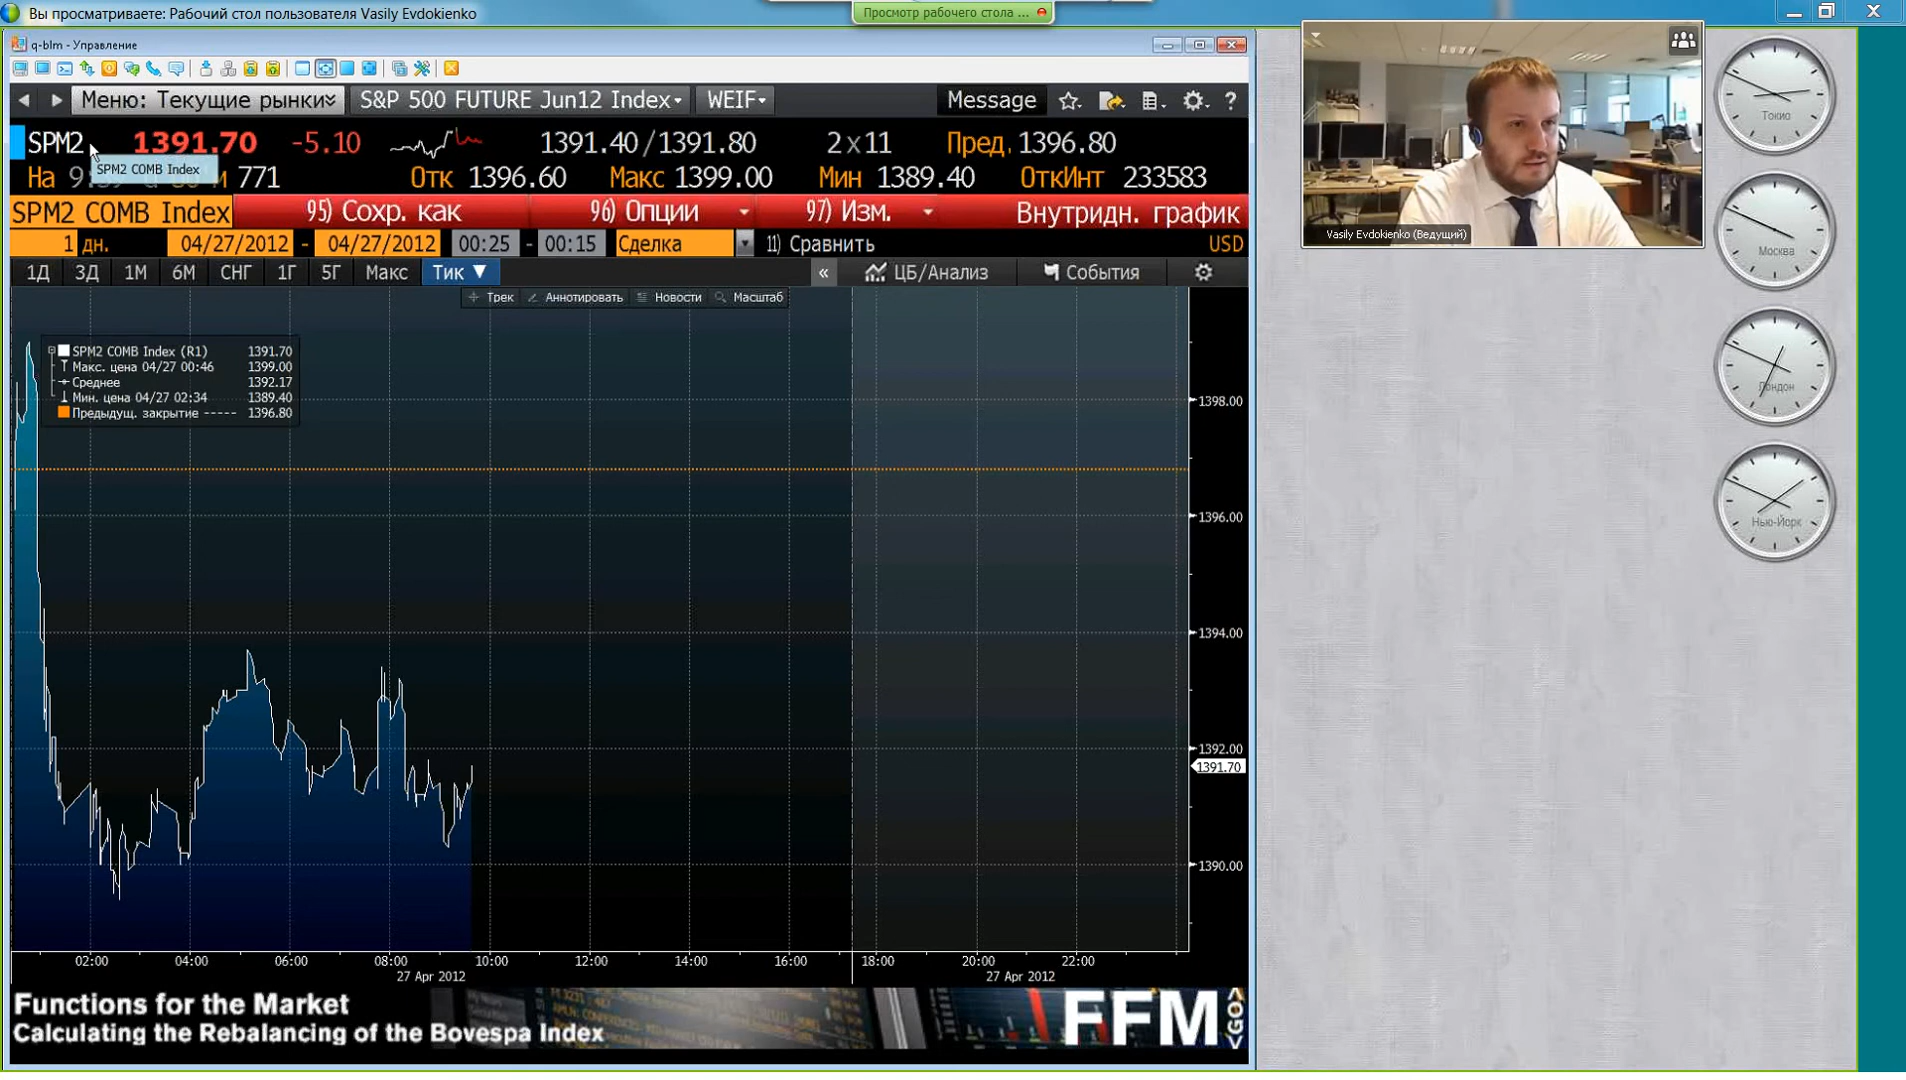 Вы просматриваете: Рабочий стол пользователя Vasily Evdokienko
Просмотр рабочего стола ...
q-blm - Управление
Меню: Текущие рынки
S&P 500 FUTURE Jun12 Index
WEIF
Message
?
SPM2 1391.70 -5.10 1391.40/1391.80 2x11 Пред. 1396.80
SPM2 COMB Index
На 771 Отк 1396.60 Макс 1399.00 Мин 1389.40 ОткИнт 233583
SPM2 COMB Index 95) Сохр. как 96) Опции 97) Изм. Внутридн. график
1 дн. 04/27/2012 - 04/27/2012 00:25 - 00:15 Сделка 11) Сравнить USD
1Д 3Д 1М 6М СНГ 1Г 5Г Макс Тик « ЦБ/Анализ События
Трек Аннотировать Новости Масштаб
SPM2 COMB Index (R1) 1391.70
Макс. цена 04/27 00:46 1399.00
Среднее 1392.17
Мин. цена 04/27 02:34 1389.40
Предыдущ. закрытие ----- 1396.80
1398.00
1396.00
1394.00
1392.00
1391.70
1390.00
02:00 04:00 06:00 08:00 10:00 12:00 14:00 16:00 18:00 20:00 22:00
27 Apr 2012 27 Apr 2012
Functions for the Market
Calculating the Rebalancing of the Bovespa Index
FFM <GO>
Vasily Evdokienko (Ведущий)
Токио
Москва
Лондон
Нью-Йорк